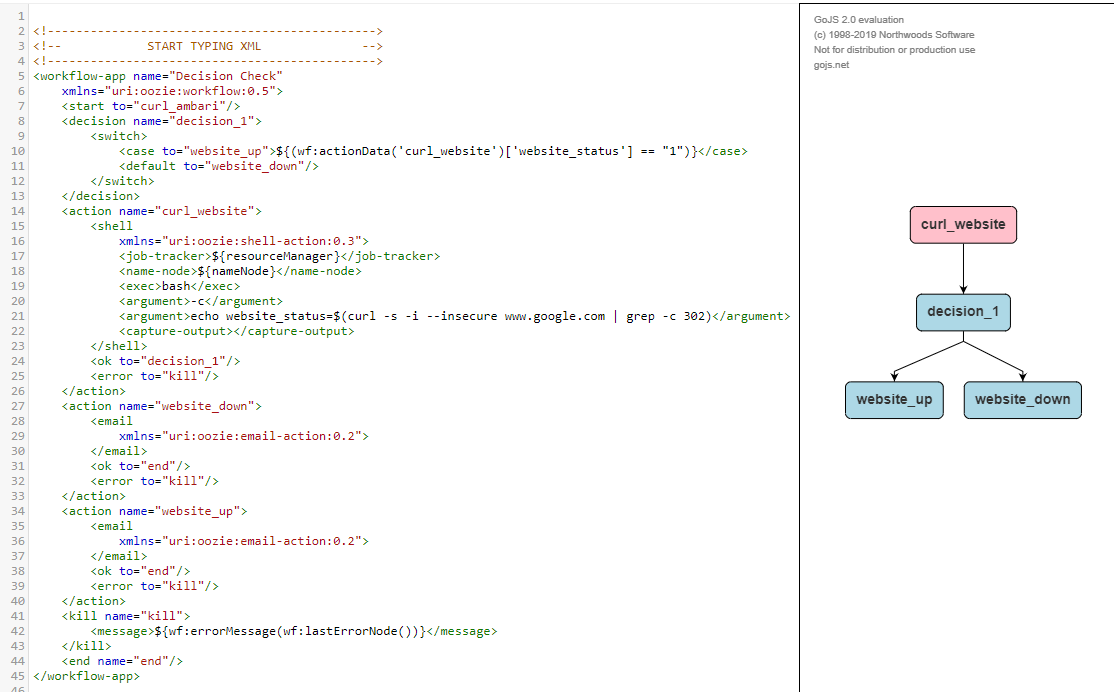 1
2 <!---------------------------------------------->
3 <!--            START TYPING XML              -->
4 <!---------------------------------------------->
5 <workflow-app name="Decision Check"
6     xmlns="uri:oozie:workflow:0.5">
7     <start to="curl_ambari"/>
8     <decision name="decision_1">
9         <switch>
10             <case to="website_up">${(wf:actionData('curl_website')['website_status'] == "1")}</case>
11             <default to="website_down"/>
12         </switch>
13     </decision>
14     <action name="curl_website">
15         <shell
16             xmlns="uri:oozie:shell-action:0.3">
17             <job-tracker>${resourceManager}</job-tracker>
18             <name-node>${nameNode}</name-node>
19             <exec>bash</exec>
20             <argument>-c</argument>
21             <argument>echo website_status=$(curl -s -i --insecure www.google.com | grep -c 302)</argument>
22             <capture-output></capture-output>
23         </shell>
24         <ok to="decision_1"/>
25         <error to="kill"/>
26     </action>
27     <action name="website_down">
28         <email
29             xmlns="uri:oozie:email-action:0.2">
30         </email>
31         <ok to="end"/>
32         <error to="kill"/>
33     </action>
34     <action name="website_up">
35         <email
36             xmlns="uri:oozie:email-action:0.2">
37         </email>
38         <ok to="end"/>
39         <error to="kill"/>
40     </action>
41     <kill name="kill">
42         <message>${wf:errorMessage(wf:lastErrorNode())}</message>
43     </kill>
44     <end name="end"/>
45 </workflow-app>
46
GoJS 2.0 evaluation
(c) 1998-2019 Northwoods Software
Not for distribution or production use
gojs.net
curl_website
decision_1
website_up
website_down